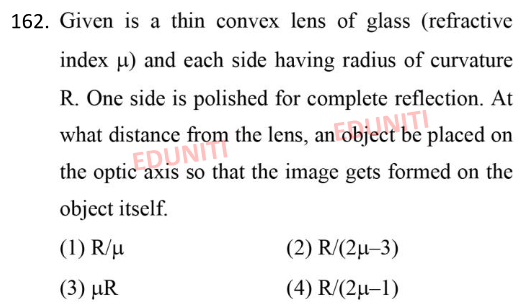 162. Given is a thin convex lens of glass (refractive
index μ) and each side having radius of curvature
R. One side is polished for complete reflection. At
what distance from the lens, an object be placed on
the optic axis so that the image gets formed on the
object itself.
(1) R/μ (2) R/(2μ–3)
(3) μR (4) R/(2μ–1)
EDUNITI
EDUNITI